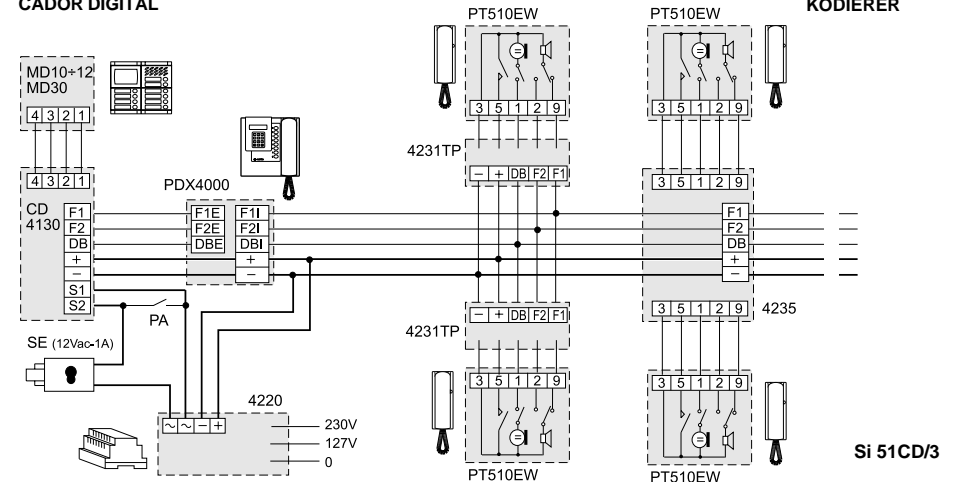 CADOR DIGITAL
KODIERER
PT510EW
PT510EW
MD10÷12
MD30
4 3 2 1
3 5 1 2 9
3 5 1 2 9
4231TP
− + DB F2 F1
4 3 2 1
3 5 1 2 9
PDX4000
CD
4130
F1
F2
DB
+
−
S1
S2
F1E
F2E
DBE
F1I
F2I
DBI
+
−
F1
F2
DB
+
−
PA
− + DB F2 F1
3 5 1 2 9
4235
4231TP
SE (12Vac-1A)
3 5 1 2 9
3 5 1 2 9
4220
∼ ∼ − +
230V
127V
0
PT510EW
PT510EW
Si 51CD/3